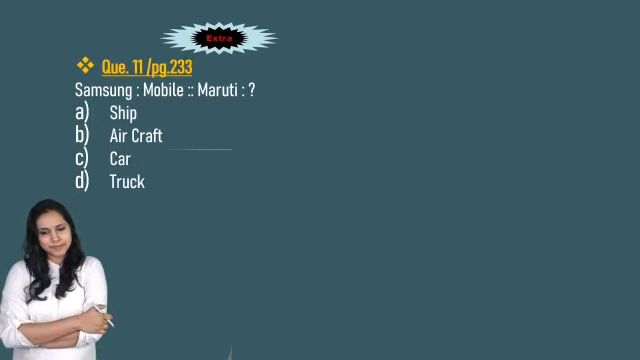 Extra
❖ Que. 11 /pg.233
Samsung : Mobile :: Maruti : ?
a) Ship
b) Air Craft
c) Car
d) Truck